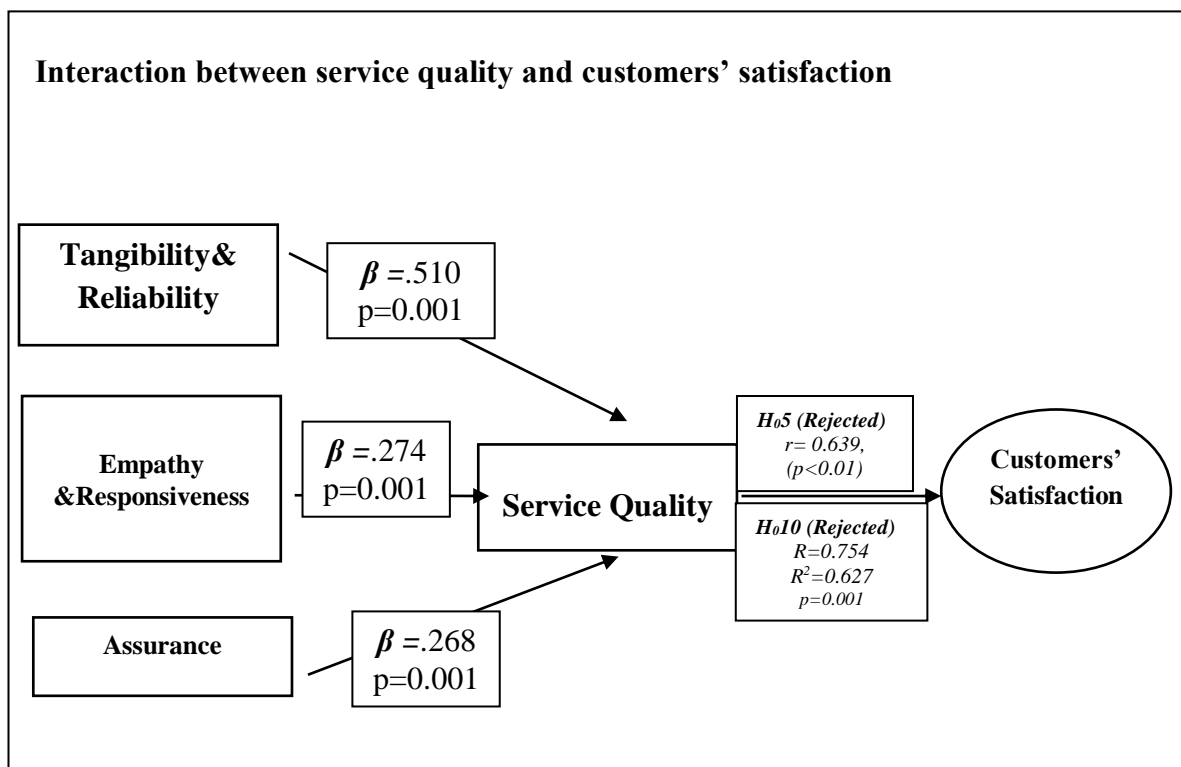 Interaction between service quality and customers’ satisfaction
Tangibility&
Reliability
β =.510
p=0.001
Empathy
&Responsiveness
β =.274
p=0.001
Assurance
β =.268
p=0.001
Service Quality
H₀5 (Rejected)
r= 0.639,
(p<0.01)
H₀10 (Rejected)
R=0.754
R²=0.627
p=0.001
Customers’
Satisfaction